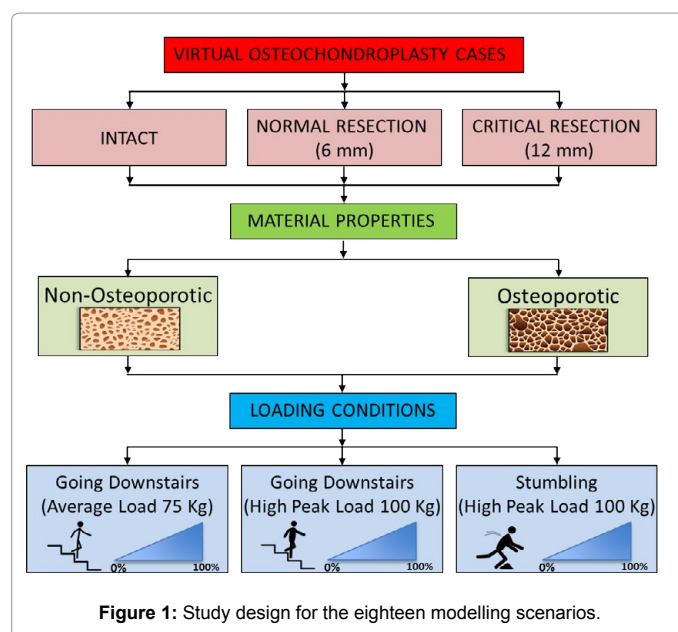 VIRTUAL OSTEOCHONDROPLASTY CASES
INTACT
NORMAL RESECTION
(6 mm)
CRITICAL RESECTION
(12 mm)
MATERIAL PROPERTIES
Non-Osteoporotic
Osteoporotic
LOADING CONDITIONS
Going Downstairs
(Average Load 75 Kg)
0%
100%
Going Downstairs
(High Peak Load 100 Kg)
0%
100%
Stumbling
(High Peak Load 100 Kg)
0%
100%
Figure 1: Study design for the eighteen modelling scenarios.